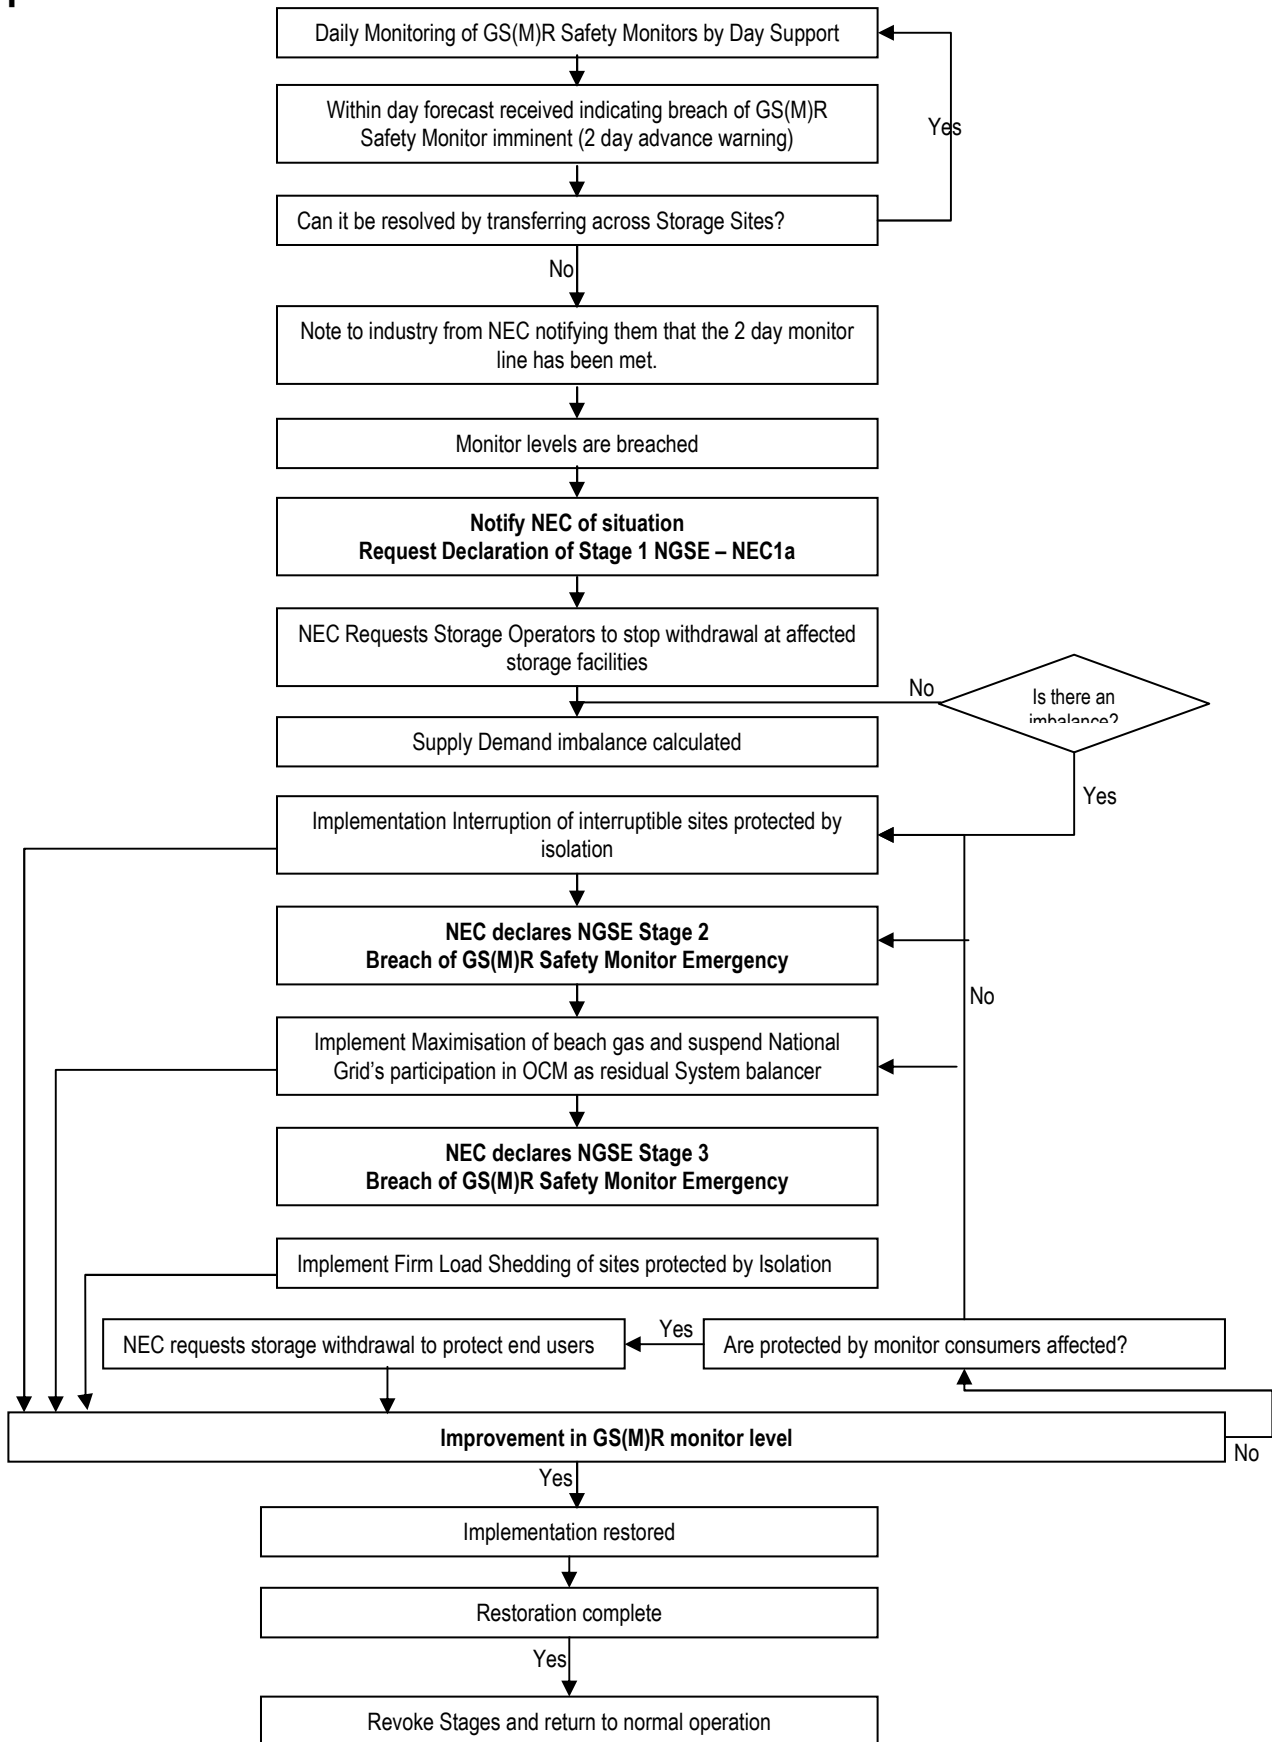 Daily Monitoring of GS(M)R Safety Monitors by Day Support
Within day forecast received indicating breach of GS(M)R
Safety Monitor imminent (2 day advance warning)
Yes
Can it be resolved by transferring across Storage Sites?
No
Note to industry from NEC notifying them that the 2 day monitor
line has been met.
Monitor levels are breached
Notify NEC of situation
Request Declaration of Stage 1 NGSE – NEC1a
NEC Requests Storage Operators to stop withdrawal at affected
storage facilities
No
Is there an
imbalance?
Supply Demand imbalance calculated
Yes
Implementation Interruption of interruptible sites protected by
isolation
NEC declares NGSE Stage 2
Breach of GS(M)R Safety Monitor Emergency
No
Implement Maximisation of beach gas and suspend National
Grid's participation in OCM as residual System balancer
NEC declares NGSE Stage 3
Breach of GS(M)R Safety Monitor Emergency
Implement Firm Load Shedding of sites protected by Isolation
NEC requests storage withdrawal to protect end users
Yes
Are protected by monitor consumers affected?
Improvement in GS(M)R monitor level
No
Yes
Implementation restored
Restoration complete
Yes
Revoke Stages and return to normal operation